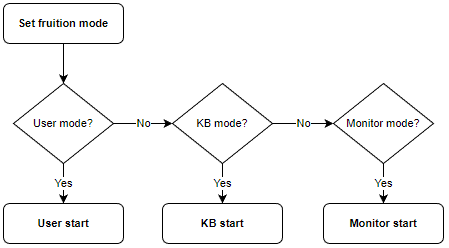 Set fruition mode
User mode?
No
KB mode?
No
Monitor mode?
Yes
Yes
Yes
User start
KB start
Monitor start